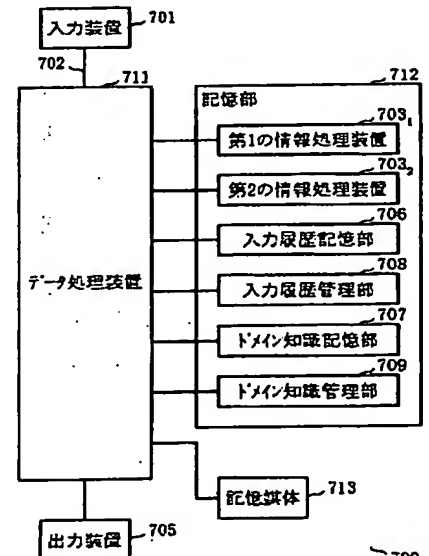 入力装置 701
702
711
712
記憶部
703₁
第1の情報処理装置
703₂
第2の情報処理装置
706
入力履歴記憶部
708
入力履歴管理部
707
ドメイン知識記憶部
709
ドメイン知識管理部
データ処理装置
記憶媒体 713
出力装置 705